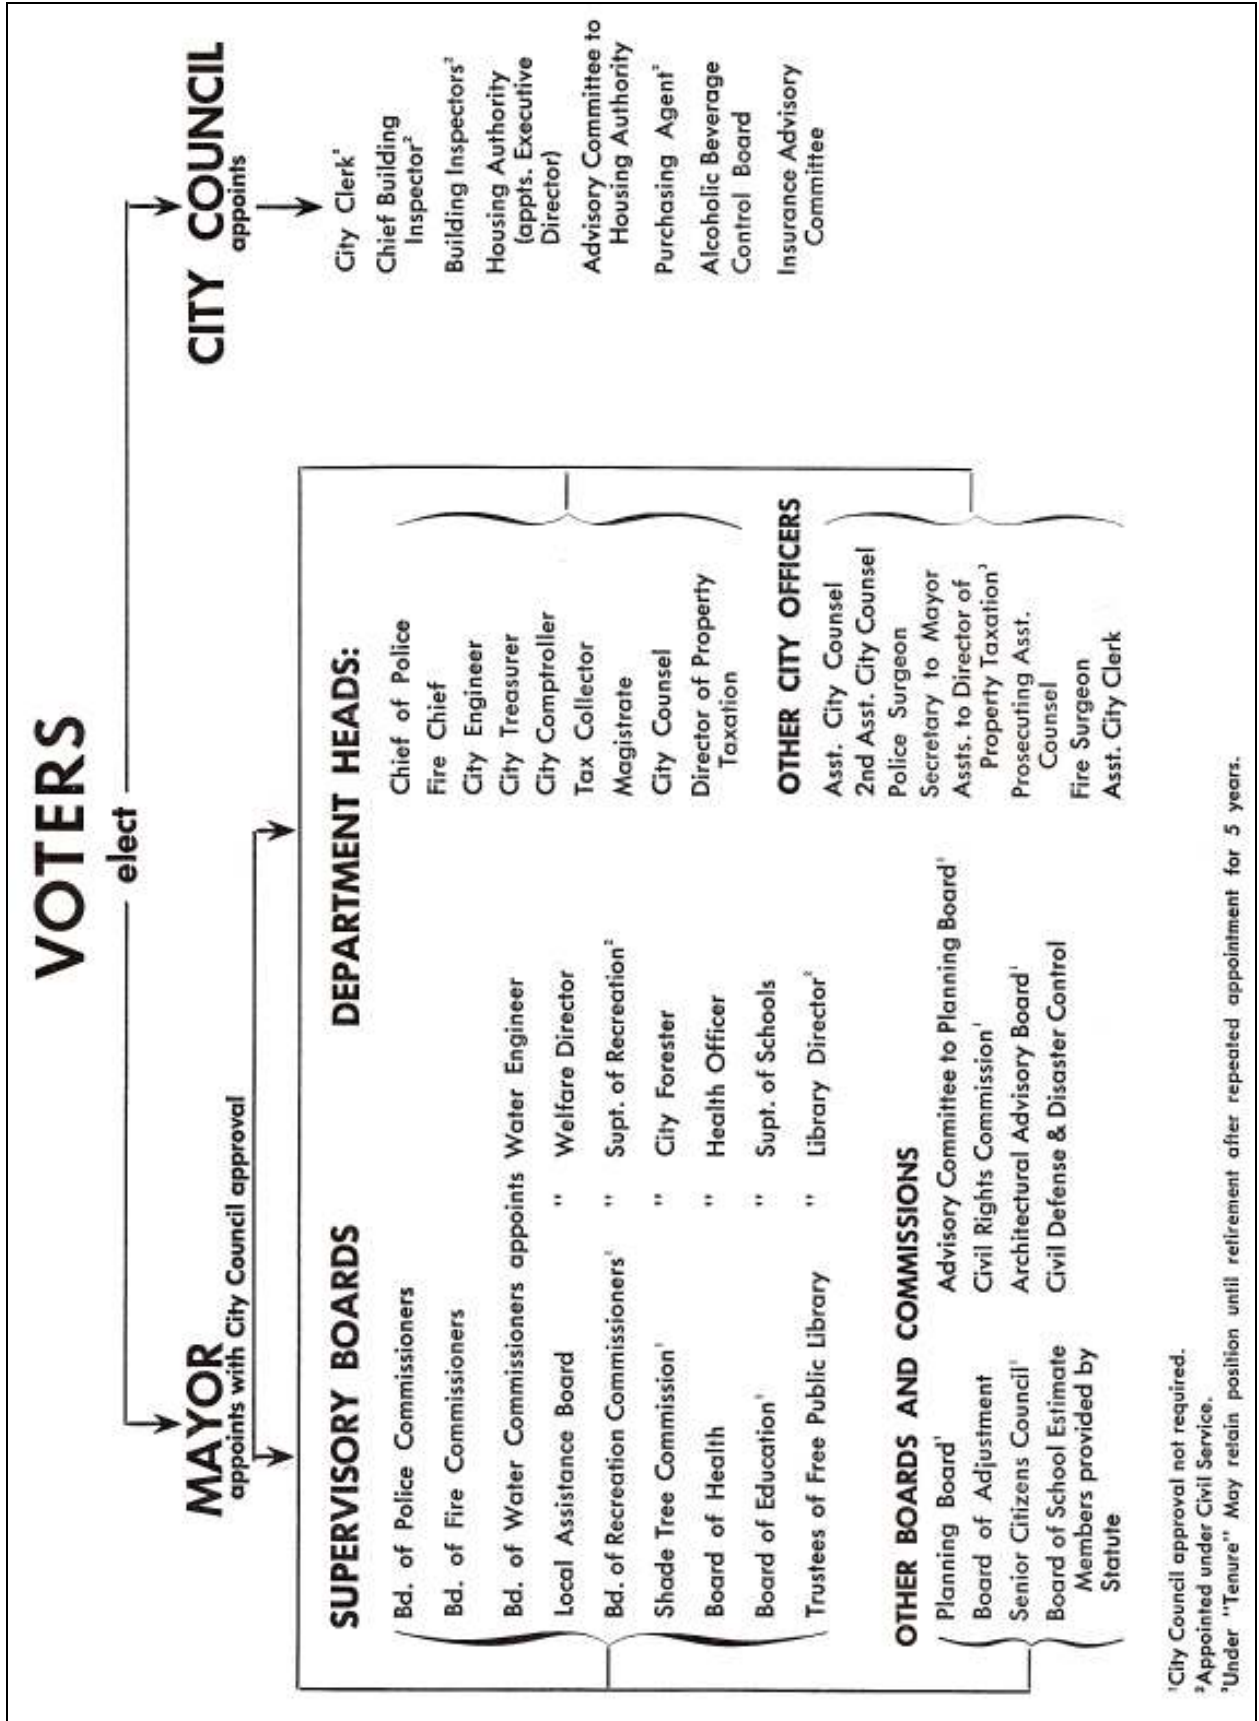 VOTERS
elect
MAYOR
appoints with City Council approval
CITY COUNCIL
appoints
SUPERVISORY BOARDS
Bd. of Police Commissioners
Bd. of Fire Commissioners
Bd. of Water Commissioners appoints Water Engineer
Local Assistance Board " Welfare Director
Bd. of Recreation Commissioners¹ " Supt. of Recreation²
Shade Tree Commission¹ " City Forester
Board of Health " Health Officer
Board of Education¹ " Supt. of Schools
Trustees of Free Public Library " Library Director²
DEPARTMENT HEADS:
Chief of Police
Fire Chief
City Engineer
City Treasurer
City Comptroller
Tax Collector
Magistrate
City Counsel
Director of Property
Taxation
City Clerk¹
Chief Building
Inspector²
Building Inspectors²
Housing Authority
(appts. Executive
Director)
Advisory Committee to
Housing Authority
Purchasing Agent²
Alcoholic Beverage
Control Board
Insurance Advisory
Committee
OTHER BOARDS AND COMMISSIONS
Planning Board¹
Board of Adjustment
Senior Citizens Council¹
Board of School Estimate
Members provided by
Statute
Advisory Committee to Planning Board¹
Civil Rights Commission¹
Architectural Advisory Board¹
Civil Defense & Disaster Control
OTHER CITY OFFICERS
Asst. City Counsel
2nd Asst. City Counsel
Police Surgeon
Secretary to Mayor
Assts. to Director of
Property Taxation³
Prosecuting Asst.
Counsel
Fire Surgeon
Asst. City Clerk
¹City Council approval not required.
²Appointed under Civil Service.
³Under "Tenure" May retain position until retirement after repeated appointment for 5 years.